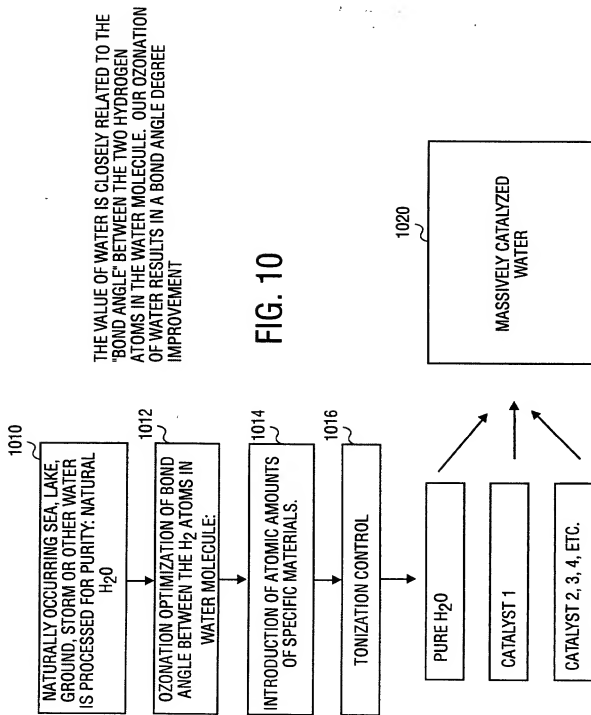 1010
NATURALLY OCCURRING SEA, LAKE,
GROUND, STORM OR OTHER WATER
IS PROCESSED FOR PURITY: NATURAL
H2O
1012
OZONATION OPTIMIZATION OF BOND
ANGLE BETWEEN THE H2 ATOMS IN
WATER MOLECULE:
1014
INTRODUCTION OF ATOMIC AMOUNTS
OF SPECIFIC MATERIALS.
1016
TONIZATION CONTROL
PURE H2O
CATALYST 1
CATALYST 2, 3, 4, ETC.
THE VALUE OF WATER IS CLOSELY RELATED TO THE
"BOND ANGLE" BETWEEN THE TWO HYDROGEN
ATOMS IN THE WATER MOLECULE. OUR OZONATION
OF WATER RESULTS IN A BOND ANGLE DEGREE
IMPROVEMENT
FIG. 10
1020
MASSIVELY CATALYZED
WATER